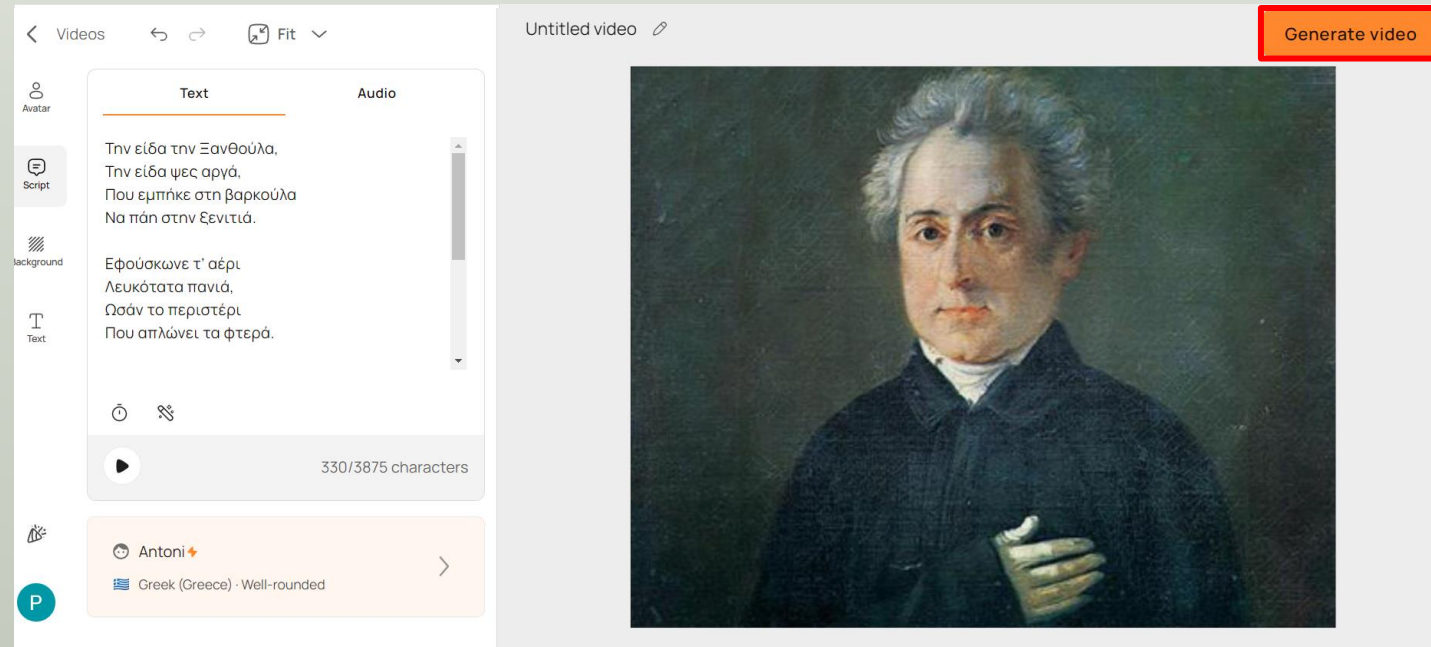 Videos
Fit
Untitled video
Generate video
Avatar
Script
Background
Text
Text
Audio
Την είδα την Ξανθούλα,
Την είδα ψες αργά,
Που εμπήκε στη βαρκούλα
Να πάη στην ξενιτιά.
Εφούσκωνε τ' αέρι
Λευκότατα πανιά,
Ωσάν το περιστέρι
Που απλώνει τα φτερά.
330/3875 characters
Antoni
Greek (Greece) · Well-rounded
P